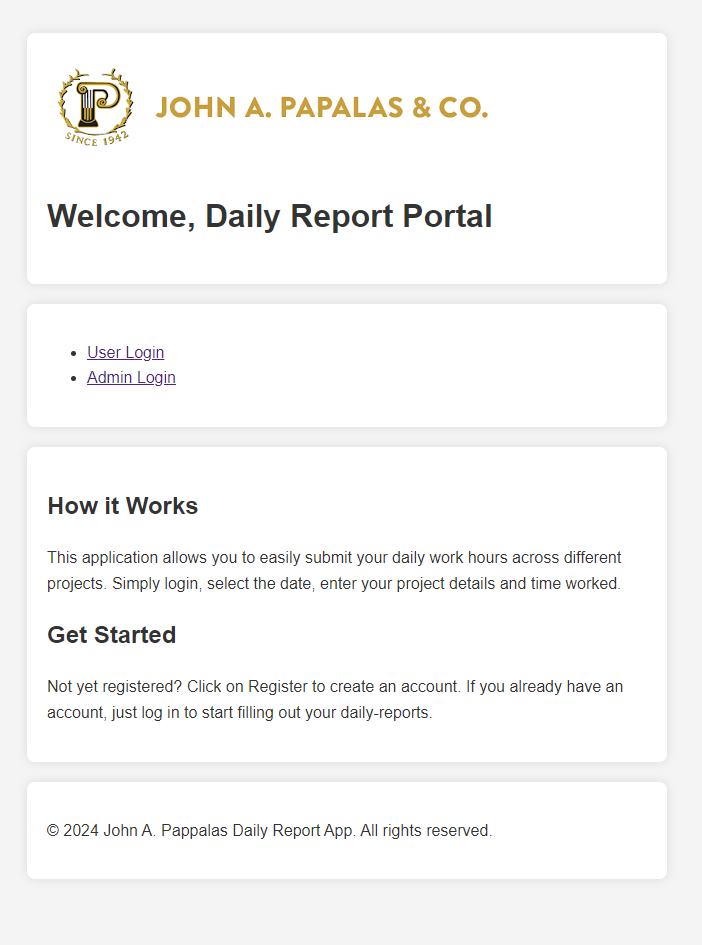 P
SINCE 1942
JOHN A. PAPALAS & CO.
Welcome, Daily Report Portal
User Login
Admin Login
How it Works
This application allows you to easily submit your daily work hours across different
projects. Simply login, select the date, enter your project details and time worked.
Get Started
Not yet registered? Click on Register to create an account. If you already have an
account, just log in to start filling out your daily-reports.
© 2024 John A. Pappalas Daily Report App. All rights reserved.